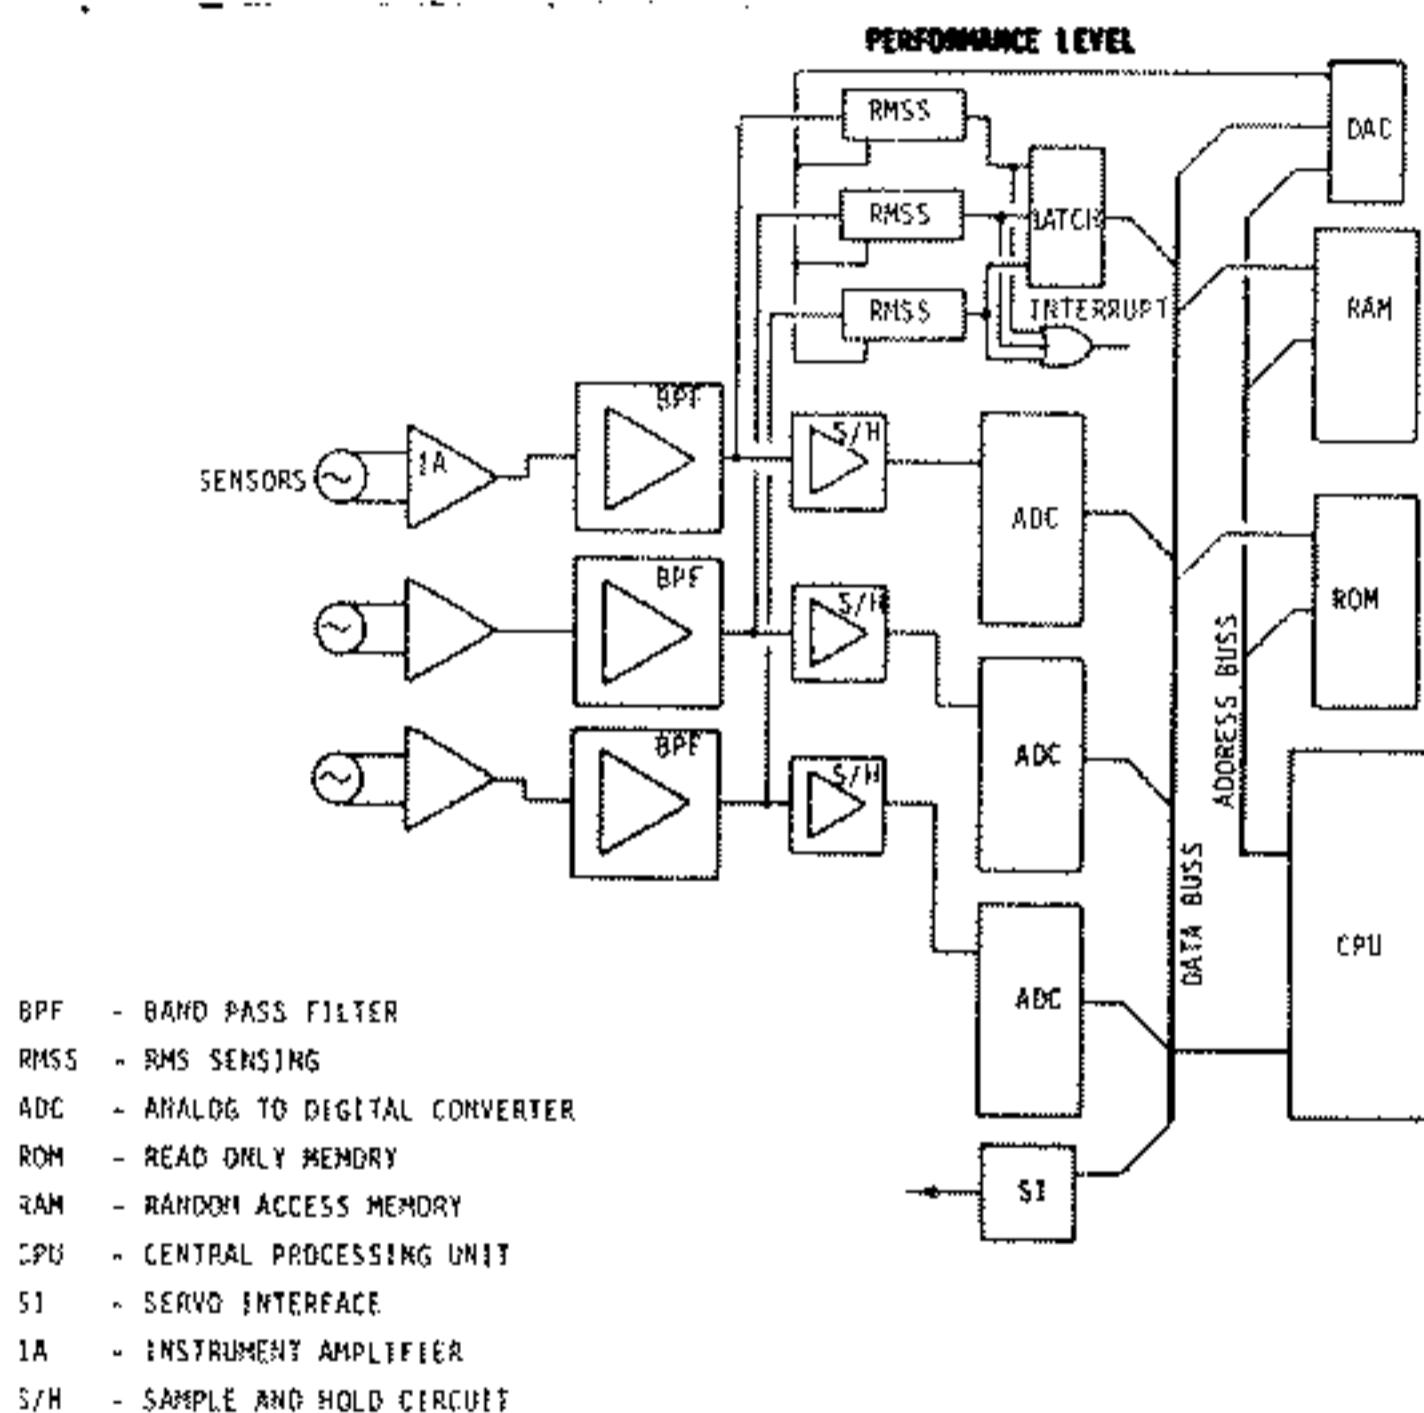 PERFORMANCE LEVEL
RMSS
DAC
RMSS
LATCH
RMSS
INTERRUPT
RAM
BPF
S/H
SENSORS
IA
ADC
BPF
S/H
ROM
ADDRESS BUSS
BPF
S/H
ADC
DATA BUSS
CPU
ADC
SI
BPF - BAND PASS FILTER
RMSS - RMS SENSING
ADC - ANALOG TO DIGITAL CONVERTER
ROM - READ ONLY MEMORY
RAM - RANDOM ACCESS MEMORY
CPU - CENTRAL PROCESSING UNIT
SI - SERVO INTERFACE
IA - INSTRUMENT AMPLIFIER
S/H - SAMPLE AND HOLD CIRCUIT